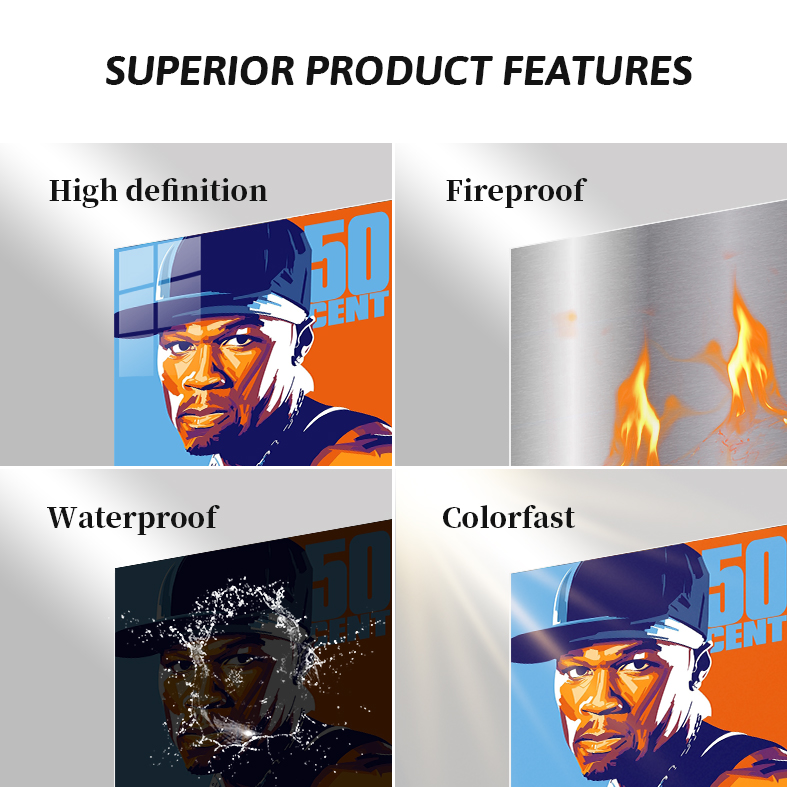 SUPERIOR PRODUCT FEATURES
High definition
Fireproof
50
CENT
Waterproof
Colorfast
50
CENT
50
CENT